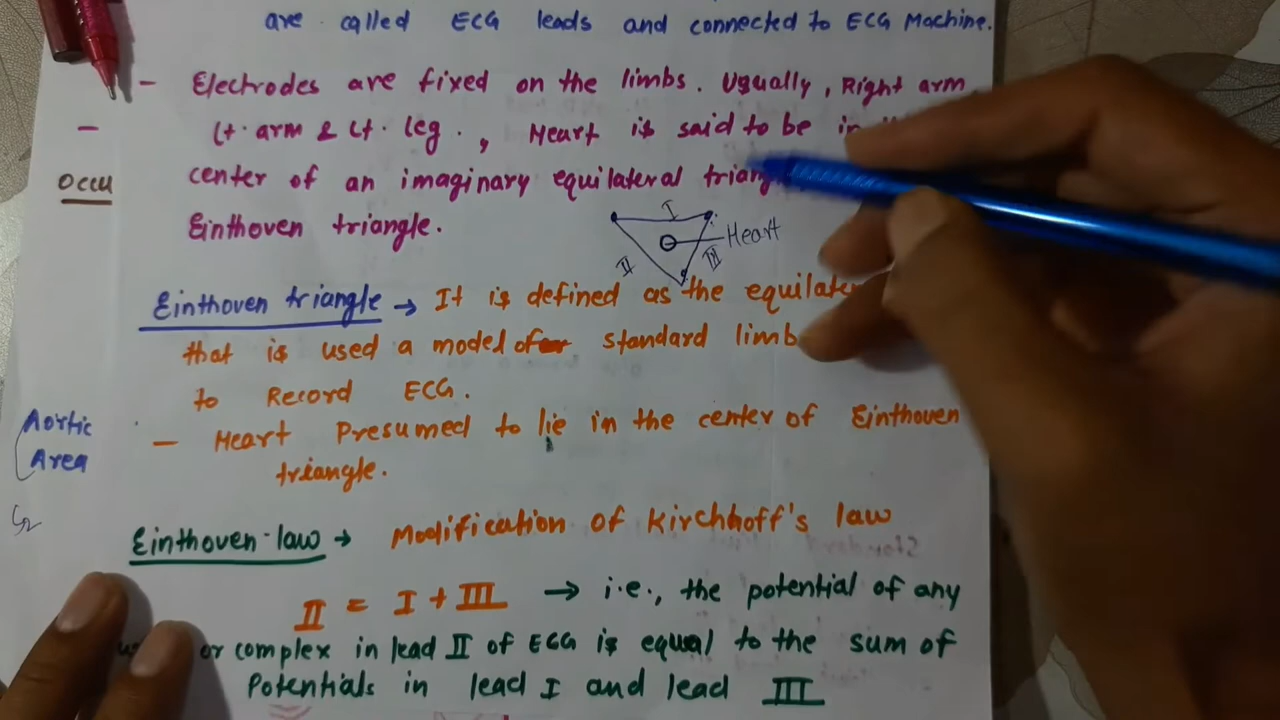 are called ECG leads and connected to ECG Machine.
- Electrodes are fixed on the limbs. Usually, Right arm
- Lt. arm & Lt. leg., Heart is said to be in
Occu
center of an imaginary equilateral
Einthoven triangle.
I
II
III
Heart
Einthoven triangle → It is defined as the
that is used a model of standard limb
to Record ECG.
Aortic
Area
- Heart Presumed to lie in the center of Einthoven
triangle.
Einthoven law → Modification of Kirchhoff's law
II = I + III → i.e., the potential of any
or complex in lead II of ECG is equal to the sum of
Potentials in lead I and lead III